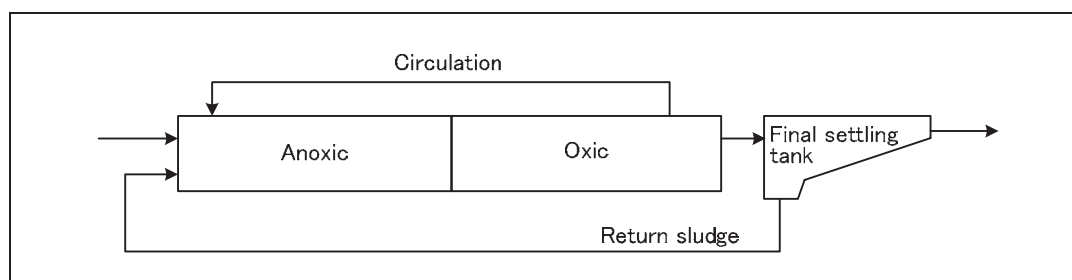 Circulation
Anoxic
Oxic
Final settling
tank
Return sludge